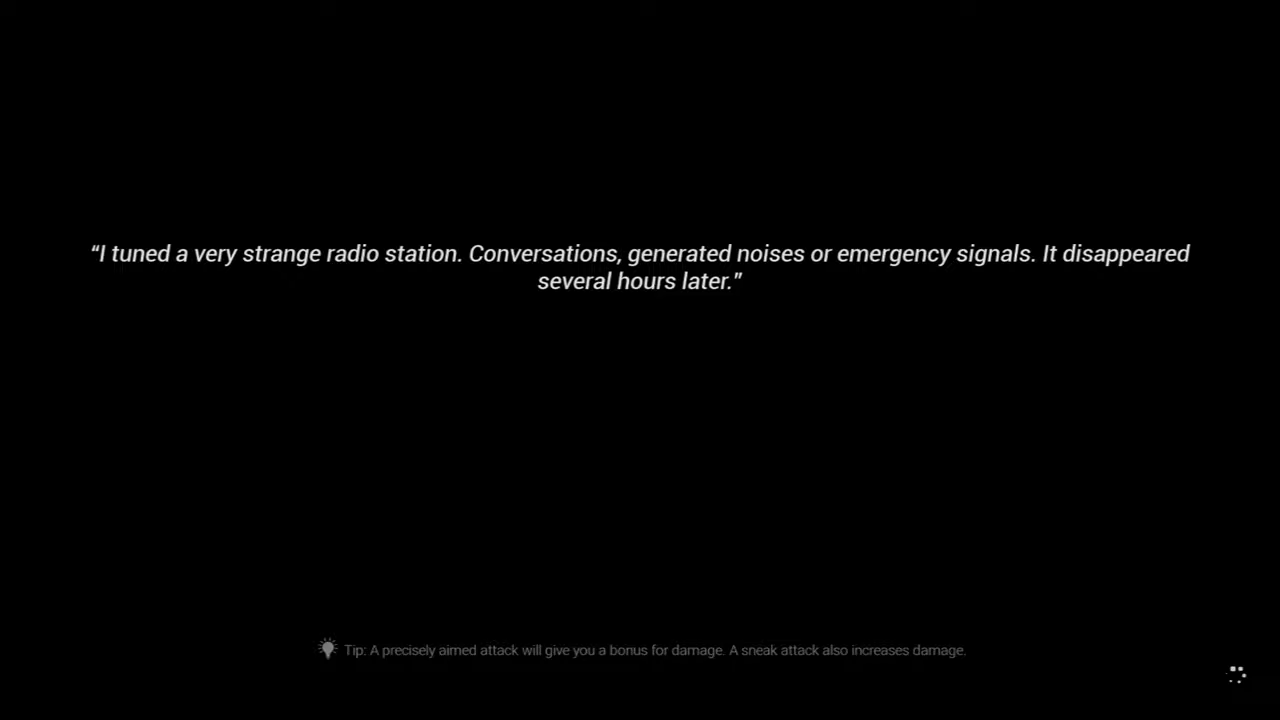 “I tuned a very strange radio station. Conversations, generated noises or emergency signals. It disappeared
several hours later.”
Tip: A precisely aimed attack will give you a bonus for damage. A sneak attack also increases damage.